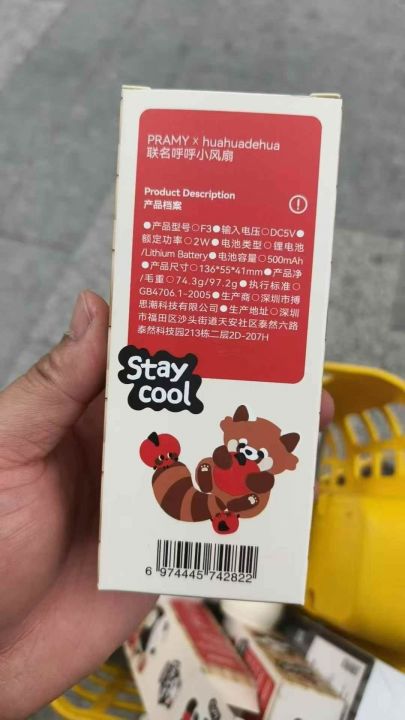 PRAMY × huahuadehua
联名呼呼小风扇
Product Description
产品档案
●产品型号○F3●输入电压○DC5V●
额定功率○2W●电池类型○锂电池
/Lithium Battery●电池容量○500mAh
●产品尺寸○136*55*41mm●产品净
/毛重○74.3g/97.2g●执行标准○
GB4706.1-2005●生产商○深圳市搏
思潮科技有限公司●生产地址○深圳
市福田区沙头街道天安社区泰然六路
泰然科技园213栋二层2D-207H
Stay
cool
6 974445 742822